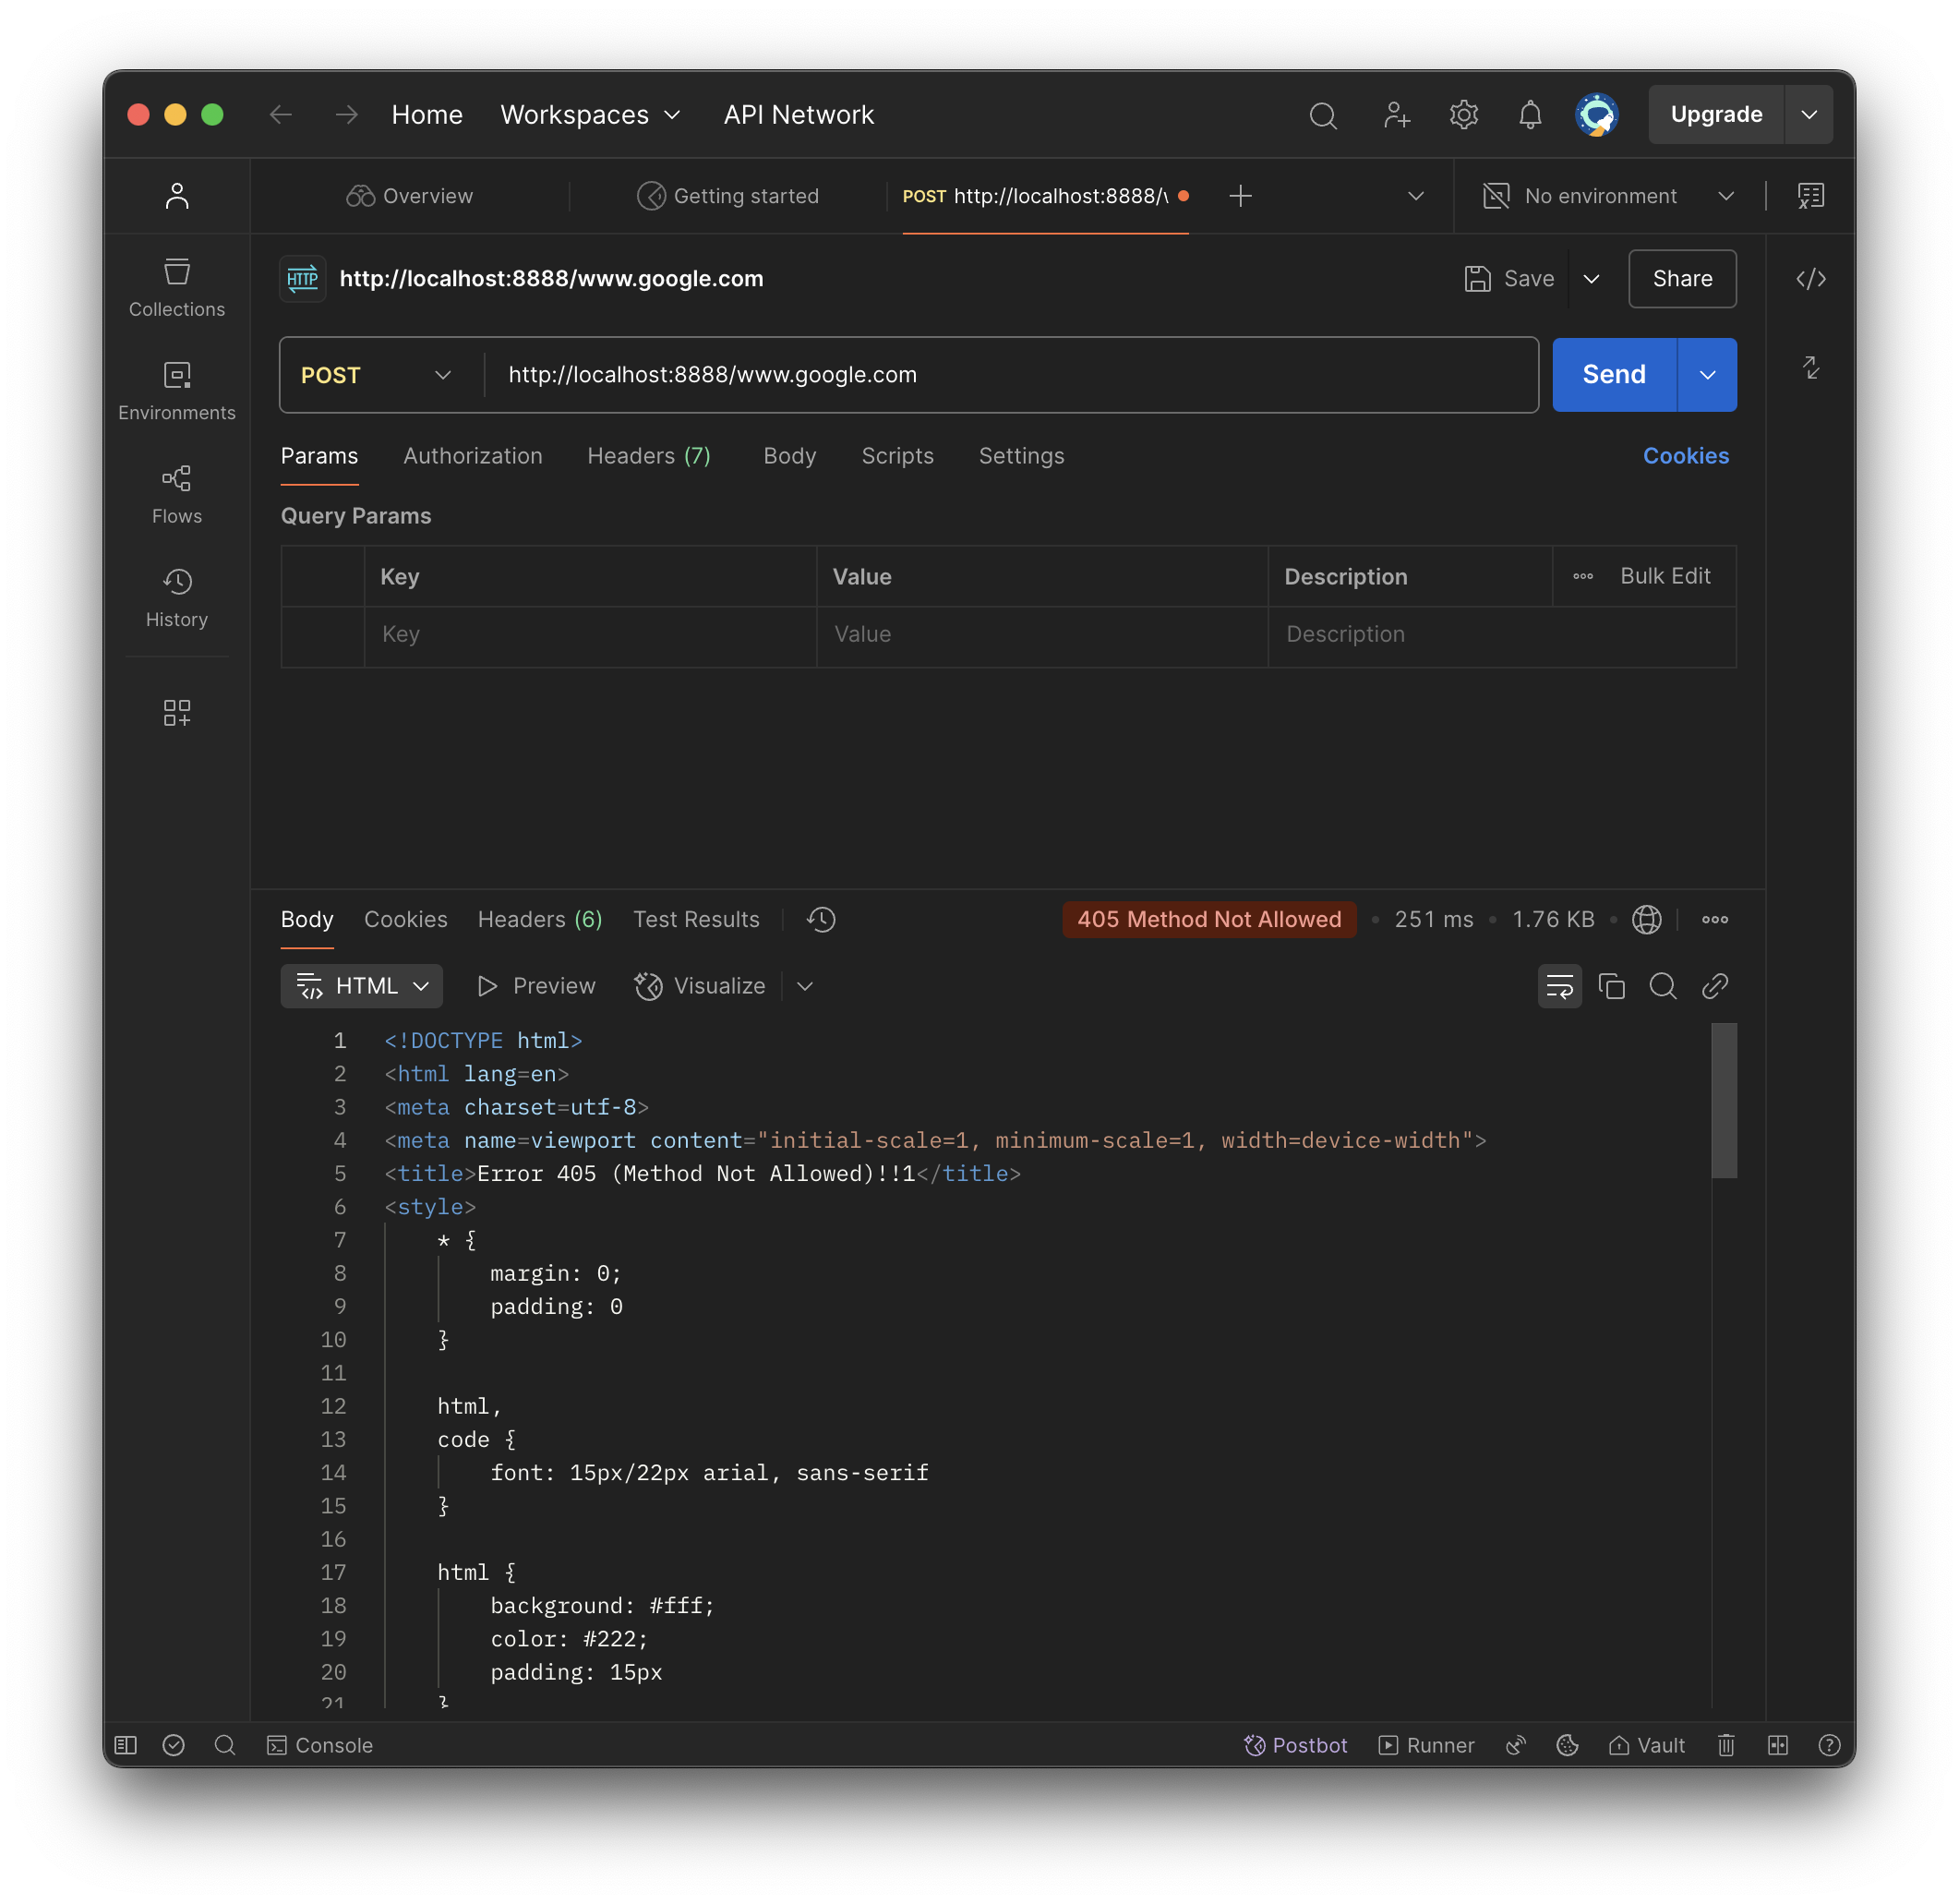 Home Workspaces API Network Upgrade
Overview Getting started POST http://localhost:8888/ No environment
HTTP http://localhost:8888/www.google.com Save Share
Collections
POST http://localhost:8888/www.google.com Send
Environments
Params Authorization Headers (7) Body Scripts Settings Cookies
Flows
Query Params
Key Value Description Bulk Edit
History
Key Value Description
Body Cookies Headers (6) Test Results 405 Method Not Allowed 251 ms 1.76 KB
HTML Preview Visualize
1 <!DOCTYPE html>
2 <html lang=en>
3 <meta charset=utf-8>
4 <meta name=viewport content="initial-scale=1, minimum-scale=1, width=device-width">
5 <title>Error 405 (Method Not Allowed)!!1</title>
6 <style>
7 * {
8 margin: 0;
9 padding: 0
10 }
11
12 html,
13 code {
14 font: 15px/22px arial, sans-serif
15 }
16
17 html {
18 background: #fff;
19 color: #222;
20 padding: 15px
21 }
Console Postbot Runner Vault